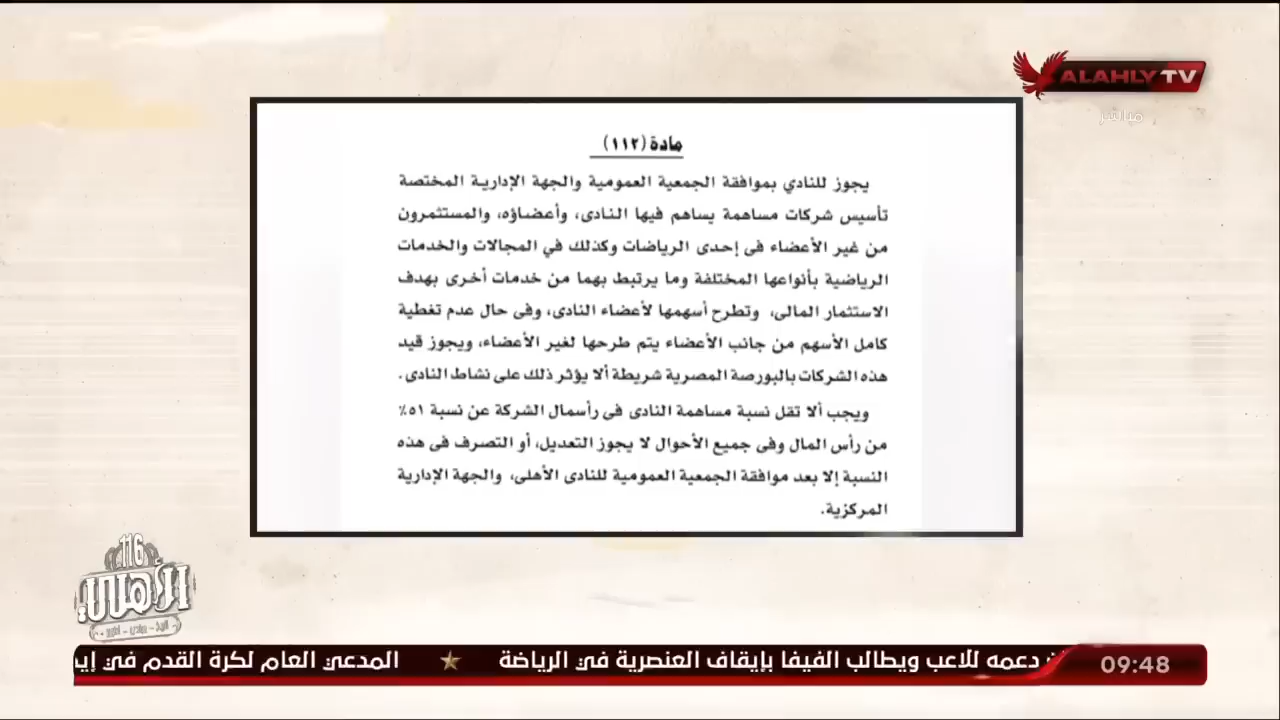 ALAHLY TV
مباشر
مادة (١١٢)
يجوز للنادي بموافقة الجمعية العمومية والجهة الإدارية المختصة
تأسيس شركات مساهمة يساهم فيها النادى، وأعضاؤه، والمستثمرون
من غير الأعضاء فى إحدى الرياضات وكذلك في المجالات والخدمات
الرياضية بأنواعها المختلفة وما يرتبط بهما من خدمات أخرى بهدف
الاستثمار المالى، وتطرح أسهمها لأعضاء النادى، وفى حال عدم تغطية
كامل الأسهم من جانب الأعضاء يتم طرحها لغير الأعضاء، ويجوز قيد
هذه الشركات بالبورصة المصرية شريطة ألا يؤثر ذلك على نشاط النادى.
ويجب ألا تقل نسبة مساهمة النادى فى رأسمال الشركة عن نسبة ٥١٪
من رأس المال وفى جميع الأحوال لا يجوز التعديل، أو التصرف فى هذه
النسبة إلا بعد موافقة الجمعية العمومية للنادى الأهلى، والجهة الإدارية
المركزية.
116
الأهلي
دعمه للاعب ويطالب الفيفا بإيقاف العنصرية في الرياضة ★ المدعي العام لكرة القدم في
09:48